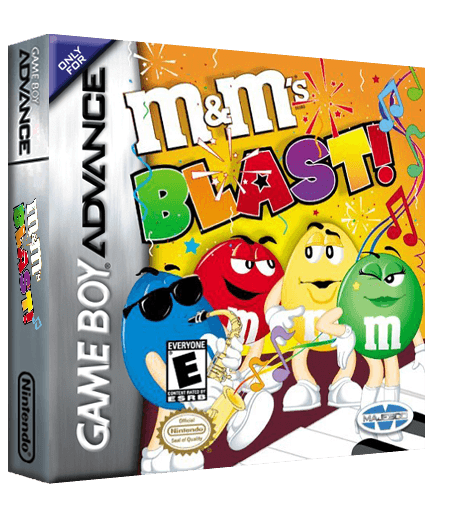 GAME BOY ADVANCE
m&m's
BLAST!
Nintendo®
ONLY
FOR
GAME BOY ADVANCE
m&m's
BLAST!
m
m
m
EVERYONE
E
CONTENT RATED BY
ESRB
Official
Nintendo
Seal of Quality
MAJESCO